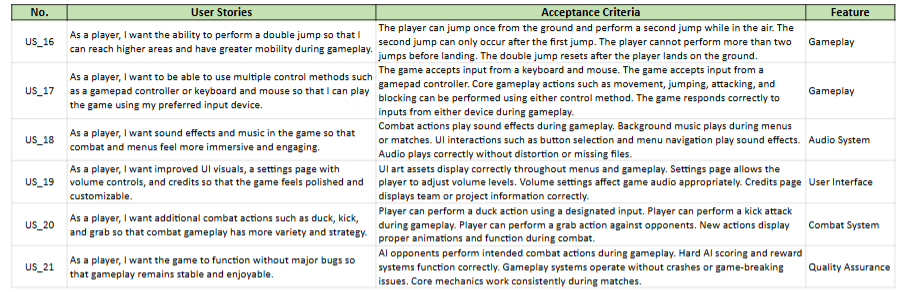 No. User Stories Acceptance Criteria Feature
US_16
As a player, I want the ability to perform a double jump so that I
can reach higher areas and have greater mobility during gameplay.
The player can jump once from the ground and perform a second jump while in the air. The
second jump can only occur after the first jump. The player cannot perform more than two
jumps before landing. The double jump resets after the player lands on the ground.
Gameplay
US_17
As a player, I want to be able to use multiple control methods such
as a gamepad controller or keyboard and mouse so that I can play
the game using my preferred input device.
The game accepts input from a keyboard and mouse. The game accepts input from a
gamepad controller. Core gameplay actions such as movement, jumping, attacking, and
blocking can be performed using either control method. The game responds correctly to
inputs from either device during gameplay.
Gameplay
US_18
As a player, I want sound effects and music in the game so that
combat and menus feel more immersive and engaging.
Combat actions play sound effects during gameplay. Background music plays during menus
or matches. UI interactions such as button selection and menu navigation play sound effects.
Audio plays correctly without distortion or missing files.
Audio System
US_19
As a player, I want improved UI visuals, a settings page with
volume controls, and credits so that the game feels polished and
customizable.
UI art assets display correctly throughout menus and gameplay. Settings page allows the
player to adjust volume levels. Volume settings affect game audio appropriately. Credits page
displays team or project information correctly.
User Interface
US_20
As a player, I want additional combat actions such as duck, kick,
and grab so that combat gameplay has more variety and strategy.
Player can perform a duck action using a designated input. Player can perform a kick attack
during gameplay. Player can perform a grab action against opponents. New actions display
proper animations and function during combat.
Combat System
US_21
As a player, I want the game to function without major bugs so
that gameplay remains stable and enjoyable.
AI opponents perform intended combat actions during gameplay. Hard AI scoring and reward
systems function correctly. Gameplay systems operate without crashes or game-breaking
issues. Core mechanics work consistently during matches.
Quality Assurance